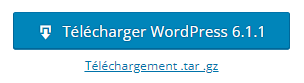 Télécharger WordPress 6.1.1
Téléchargement .tar .gz